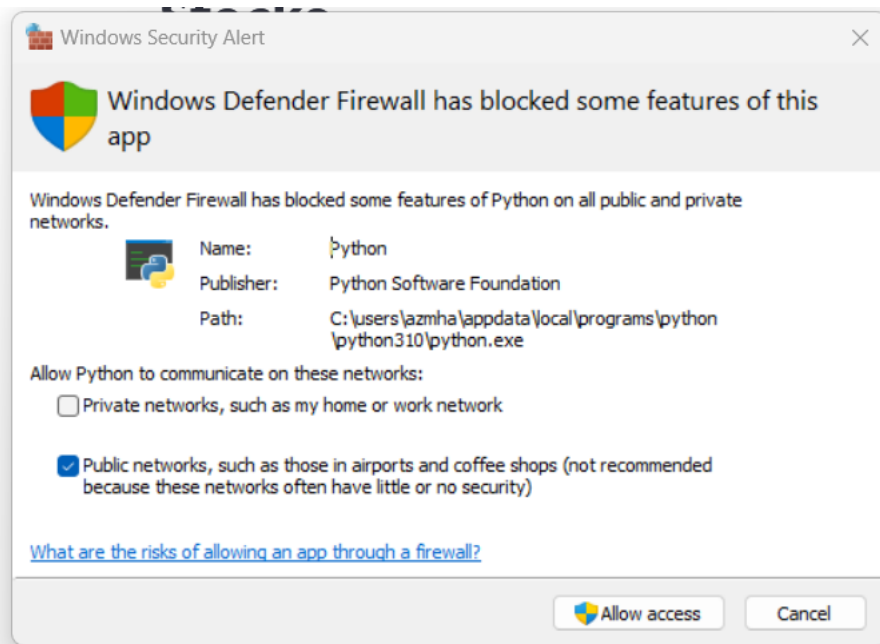 Windows Security Alert
Windows Defender Firewall has blocked some features of this
app
Windows Defender Firewall has blocked some features of Python on all public and private
networks.
Name: Python
Publisher: Python Software Foundation
Path: C:\users\azmha\appdata\local\programs\python
\python310\python.exe
Allow Python to communicate on these networks:
Private networks, such as my home or work network
Public networks, such as those in airports and coffee shops (not recommended
because these networks often have little or no security)
What are the risks of allowing an app through a firewall?
Allow access Cancel